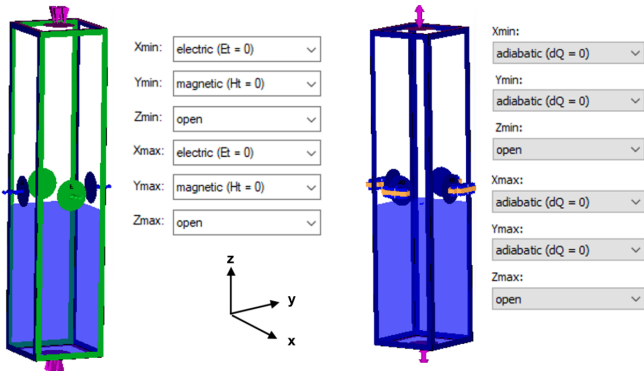 Xmin: electric (Et = 0)
Ymin: magnetic (Ht = 0)
Zmin: open
Xmax: electric (Et = 0)
Ymax: magnetic (Ht = 0)
Zmax: open
z
y
x
Xmin:
adiabatic (dQ = 0)
Ymin:
adiabatic (dQ = 0)
Zmin:
open
Xmax:
adiabatic (dQ = 0)
Ymax:
adiabatic (dQ = 0)
Zmax:
open